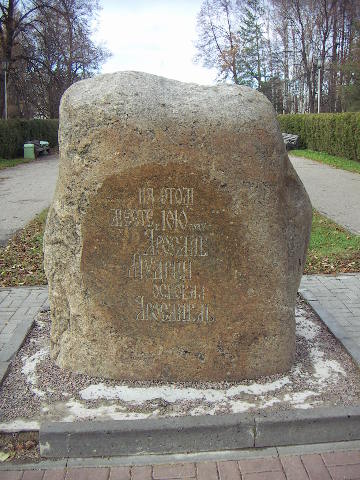 на этом
месте в 1010 году
Ярослав
Мудрый
основал
Ярославль